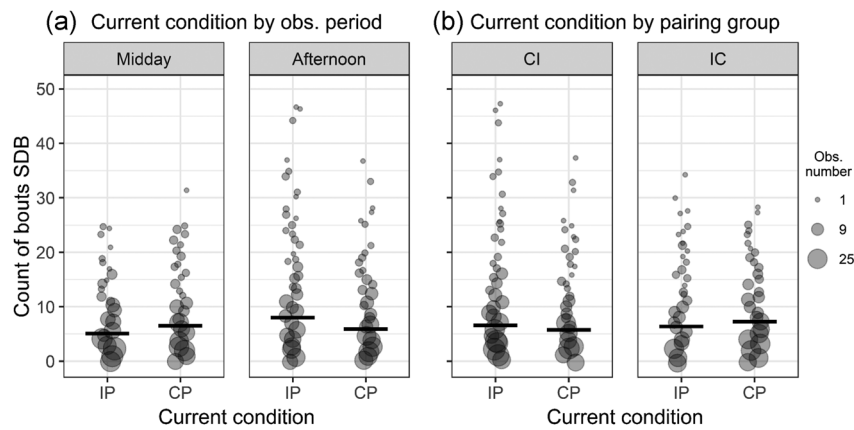 (a) Current condition by obs. period
(b) Current condition by pairing group
Midday
Afternoon
CI
IC
Count of bouts SDB
50
40
30
20
10
0
IP
CP
IP
CP
IP
CP
IP
CP
Current condition
Current condition
Obs.
number
1
9
25